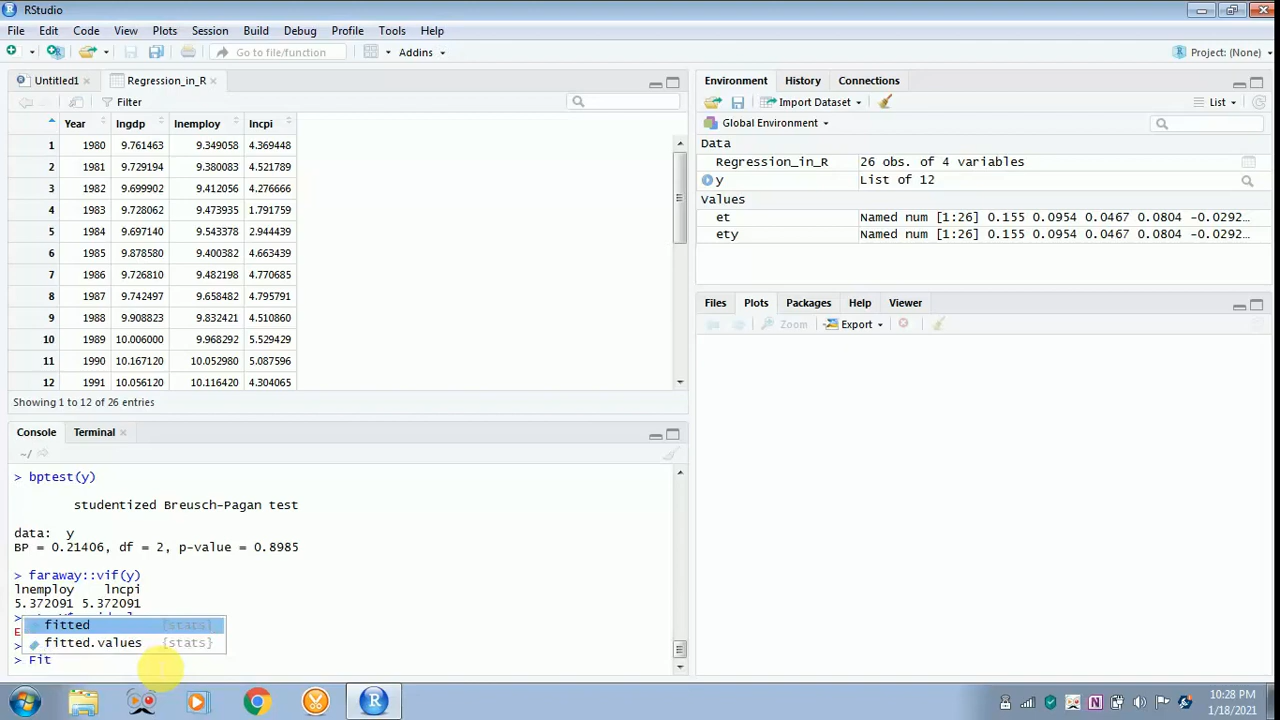 RStudio
File Edit Code View Plots Session Build Debug Profile Tools Help
Go to file/function Addins Project: (None)
Untitled1 Regression_in_R
Filter
Year lngdp lnemploy lncpi
1 1980 9.761463 9.349058 4.369448
2 1981 9.729194 9.380083 4.521789
3 1982 9.699902 9.412056 4.276666
4 1983 9.728062 9.473935 1.791759
5 1984 9.697140 9.543378 2.944439
6 1985 9.878580 9.400382 4.663439
7 1986 9.726810 9.482198 4.770685
8 1987 9.742497 9.658482 4.795791
9 1988 9.908823 9.832421 4.510860
10 1989 10.006000 9.968292 5.529429
11 1990 10.167120 10.052980 5.087596
12 1991 10.056120 10.116420 4.304065
Showing 1 to 12 of 26 entries
Console Terminal
~/
> bptest(y)
studentized Breusch-Pagan test
data: y
BP = 0.21406, df = 2, p-value = 0.8985
> faraway::vif(y)
lnemploy lncpi
5.372091 5.372091
>
E
fitted {stats}
>
fitted.values {stats}
> Fit
Environment History Connections
Import Dataset List
Global Environment
Data
Regression_in_R 26 obs. of 4 variables
y List of 12
Values
et Named num [1:26] 0.155 0.0954 0.0467 0.0804 -0.0292...
ety Named num [1:26] 0.155 0.0954 0.0467 0.0804 -0.0292...
Files Plots Packages Help Viewer
Zoom Export
10:28 PM
1/18/2021